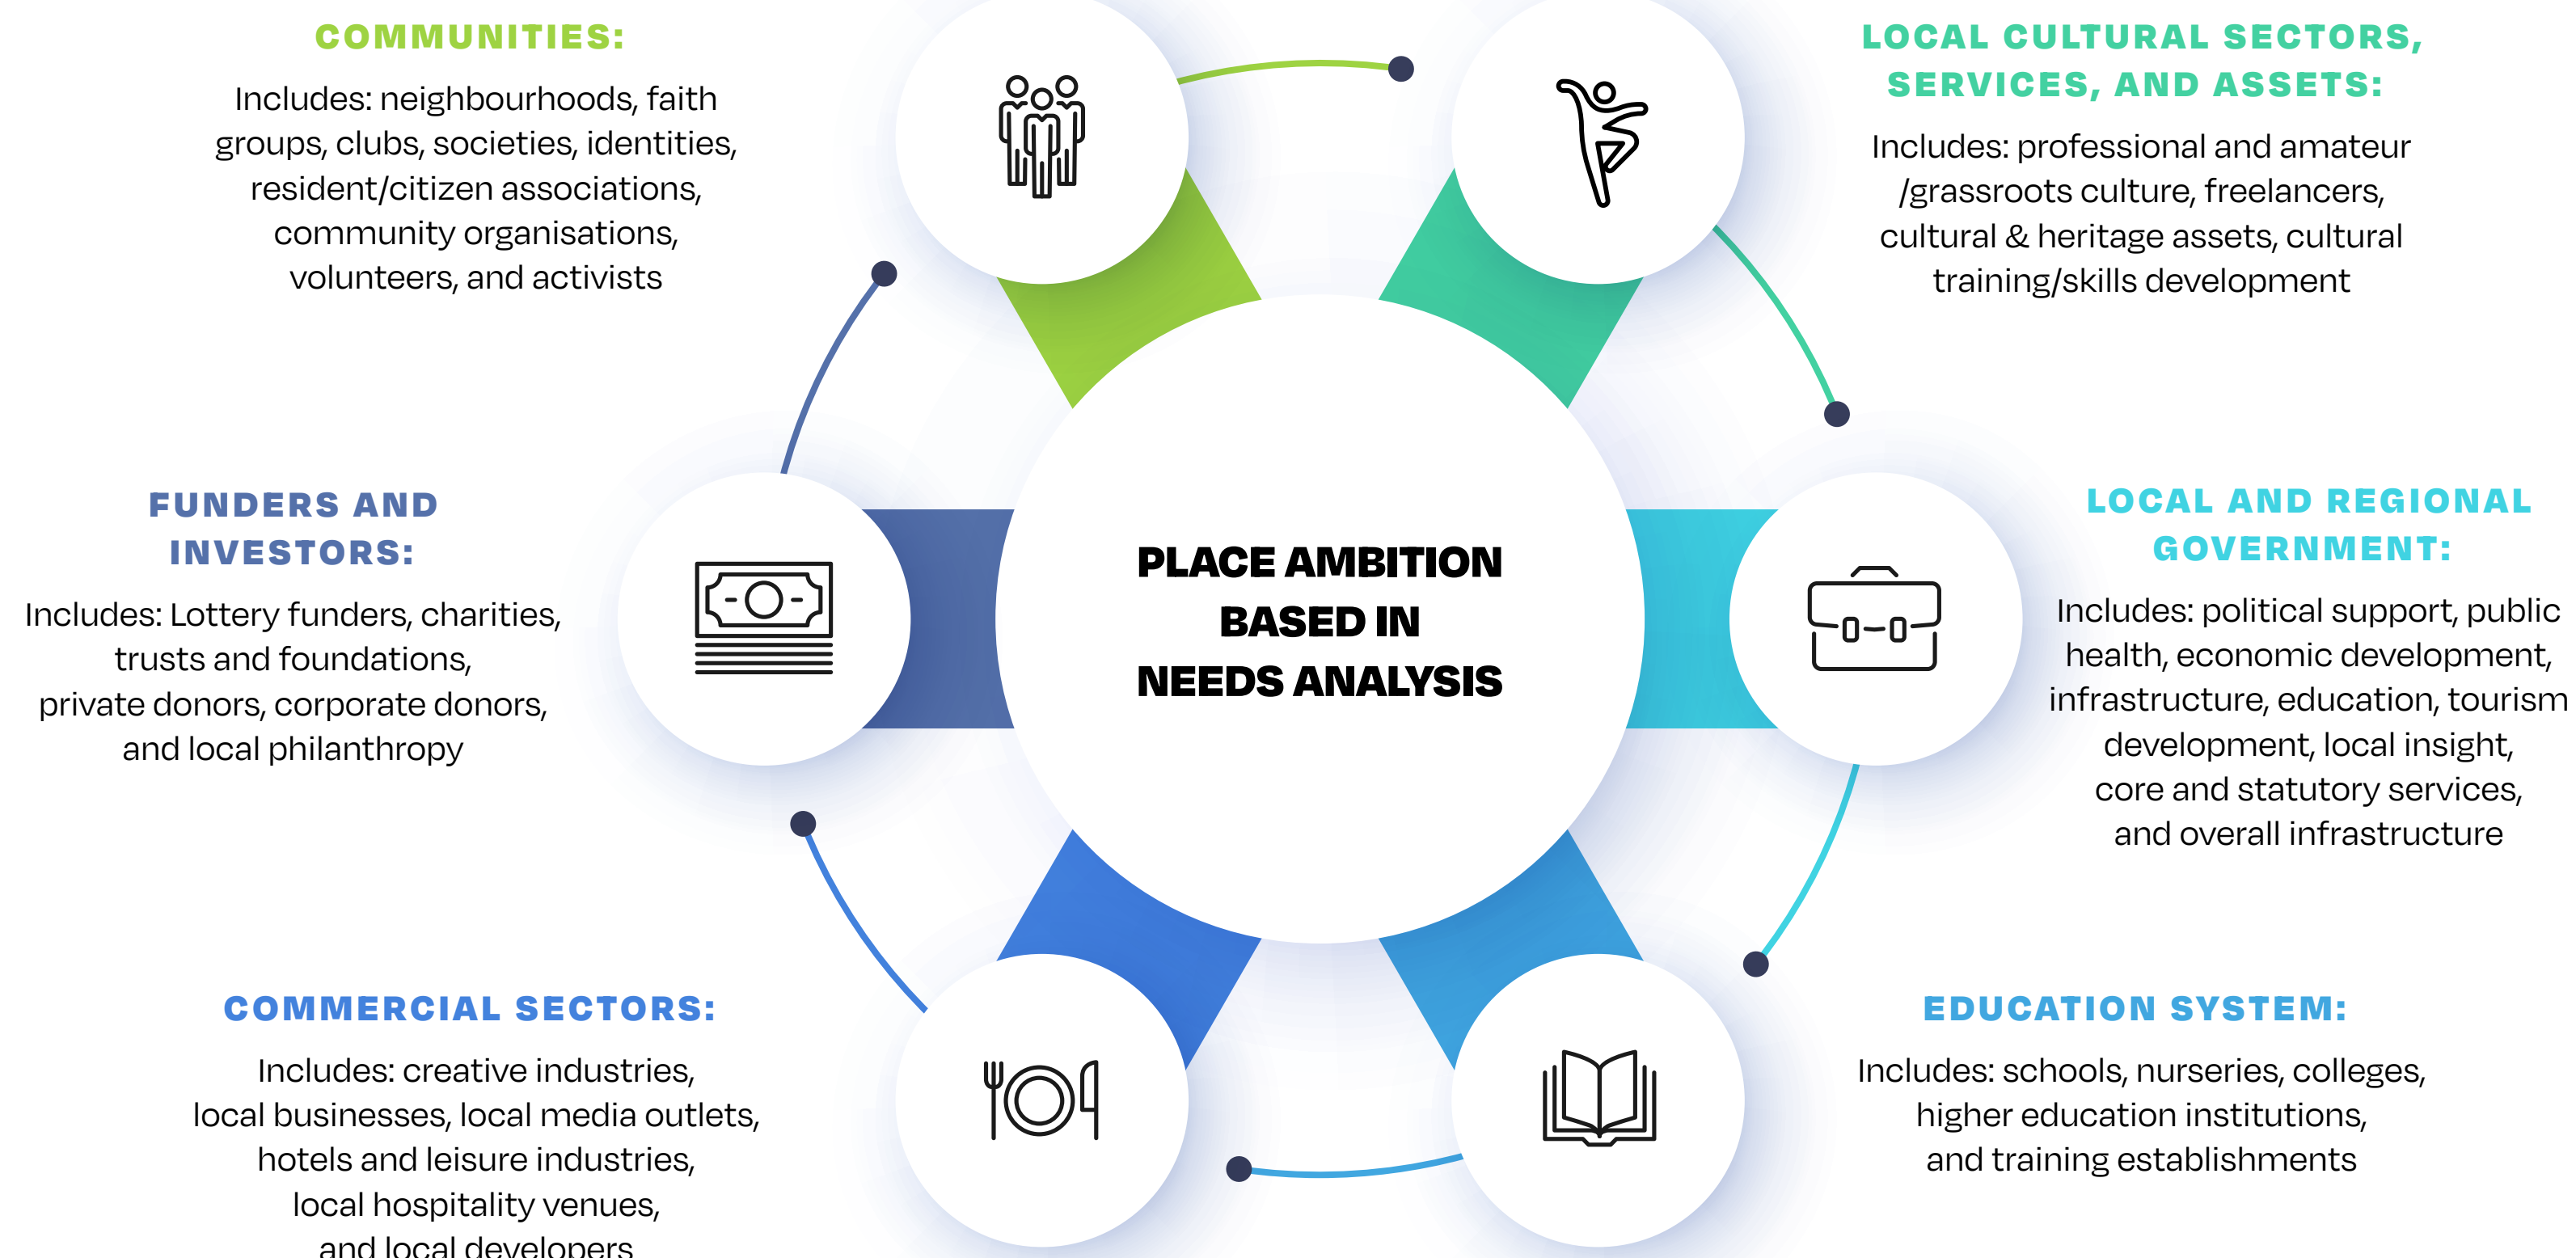 COMMUNITIES:
Includes: neighbourhoods, faith
groups, clubs, societies, identities,
resident/citizen associations,
community organisations,
volunteers, and activists
LOCAL CULTURAL SECTORS,
SERVICES, AND ASSETS:
Includes: professional and amateur
/grassroots culture, freelancers,
cultural & heritage assets, cultural
training/skills development
FUNDERS AND
INVESTORS:
Includes: Lottery funders, charities,
trusts and foundations,
private donors, corporate donors,
and local philanthropy
PLACE AMBITION
BASED IN
NEEDS ANALYSIS
LOCAL AND REGIONAL
GOVERNMENT:
Includes: political support, public
health, economic development,
infrastructure, education, tourism
development, local insight,
core and statutory services,
and overall infrastructure
COMMERCIAL SECTORS:
Includes: creative industries,
local businesses, local media outlets,
hotels and leisure industries,
local hospitality venues,
and local developers
EDUCATION SYSTEM:
Includes: schools, nurseries, colleges,
higher education institutions,
and training establishments